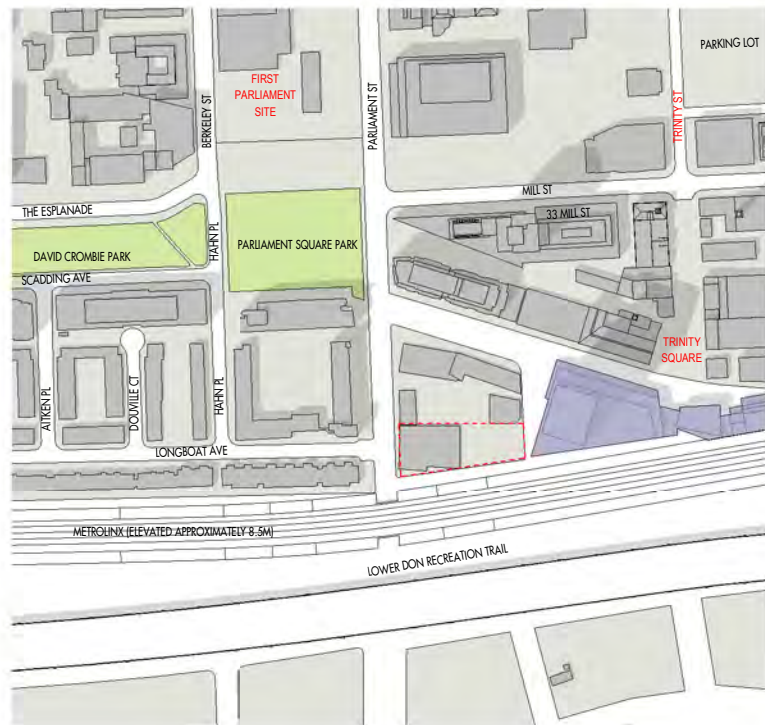 PARKING LOT
FIRST
PARLIAMENT
SITE
BERKELEY ST
PARLIAMENT ST
TRINITY ST
MILL ST
THE ESPLANADE
33 MILL ST
HAHN PL
DAVID CROMBIE PARK
PARLIAMENT SQUARE PARK
SCADDING AVE
TRINITY
SQUARE
AITKEN PL
DOUVILLE CT
HAHN PL
LONGBOAT AVE
METROLINX (ELEVATED APPROXIMATELY 8.5M)
LOWER DON RECREATION TRAIL